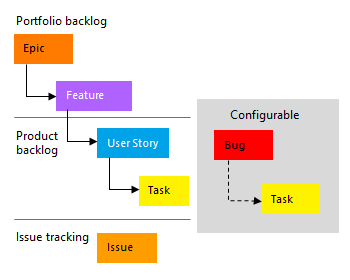 Portfolio backlog
Epic
Feature
Product
backlog
User Story
Task
Configurable
Bug
Task
Issue tracking
Issue